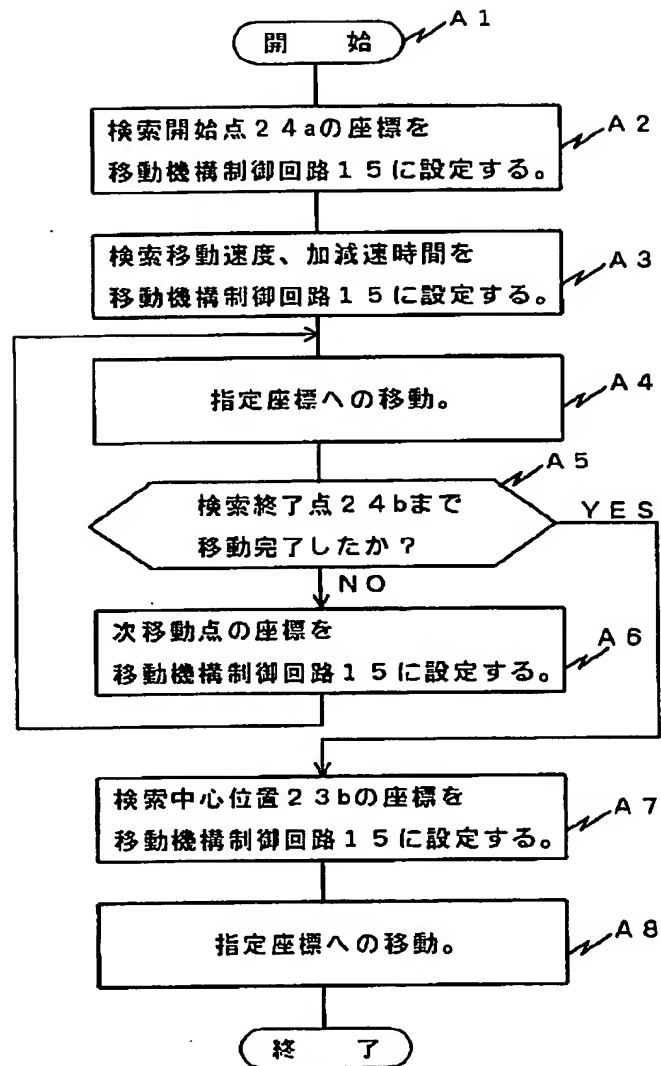 開 始
A1
検索開始点24aの座標を
移動機構制御回路15に設定する。
A2
検索移動速度、加減速時間を
移動機構制御回路15に設定する。
A3
指定座標への移動。
A4
A5
検索終了点24bまで
移動完了したか？
YES
NO
次移動点の座標を
移動機構制御回路15に設定する。
A6
検索中心位置23bの座標を
移動機構制御回路15に設定する。
A7
指定座標への移動。
A8
終 了